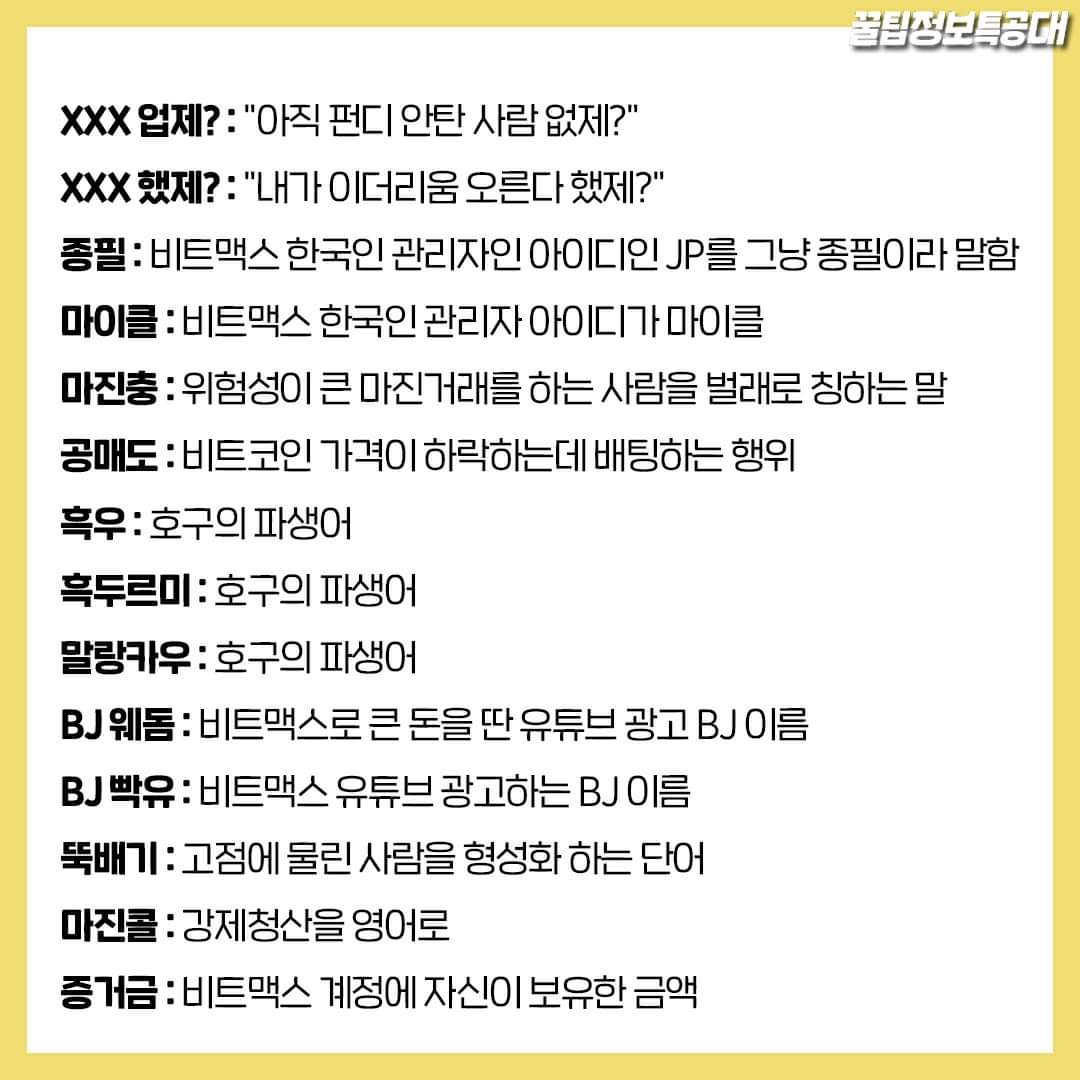 꿀팁정보특공대
XXX 업제? : "아직 펀디 안탄 사람 없제?"
XXX 했제? : "내가 이더리움 오른다 했제?"
종필 : 비트맥스 한국인 관리자인 아이디인 JP를 그냥 종필이라 말함
마이클 : 비트맥스 한국인 관리자 아이디가 마이클
마진충 : 위험성이 큰 마진거래를 하는 사람을 벌래로 칭하는 말
공매도 : 비트코인 가격이 하락하는데 배팅하는 행위
흑우 : 호구의 파생어
흑두르미 : 호구의 파생어
말랑카우 : 호구의 파생어
BJ 웨돔 : 비트맥스로 큰 돈을 딴 유튜브 광고 BJ 이름
BJ 빡유 : 비트맥스 유튜브 광고하는 BJ 이름
뚝배기 : 고점에 물린 사람을 형성화 하는 단어
마진콜 : 강제청산을 영어로
증거금 : 비트맥스 계정에 자신이 보유한 금액